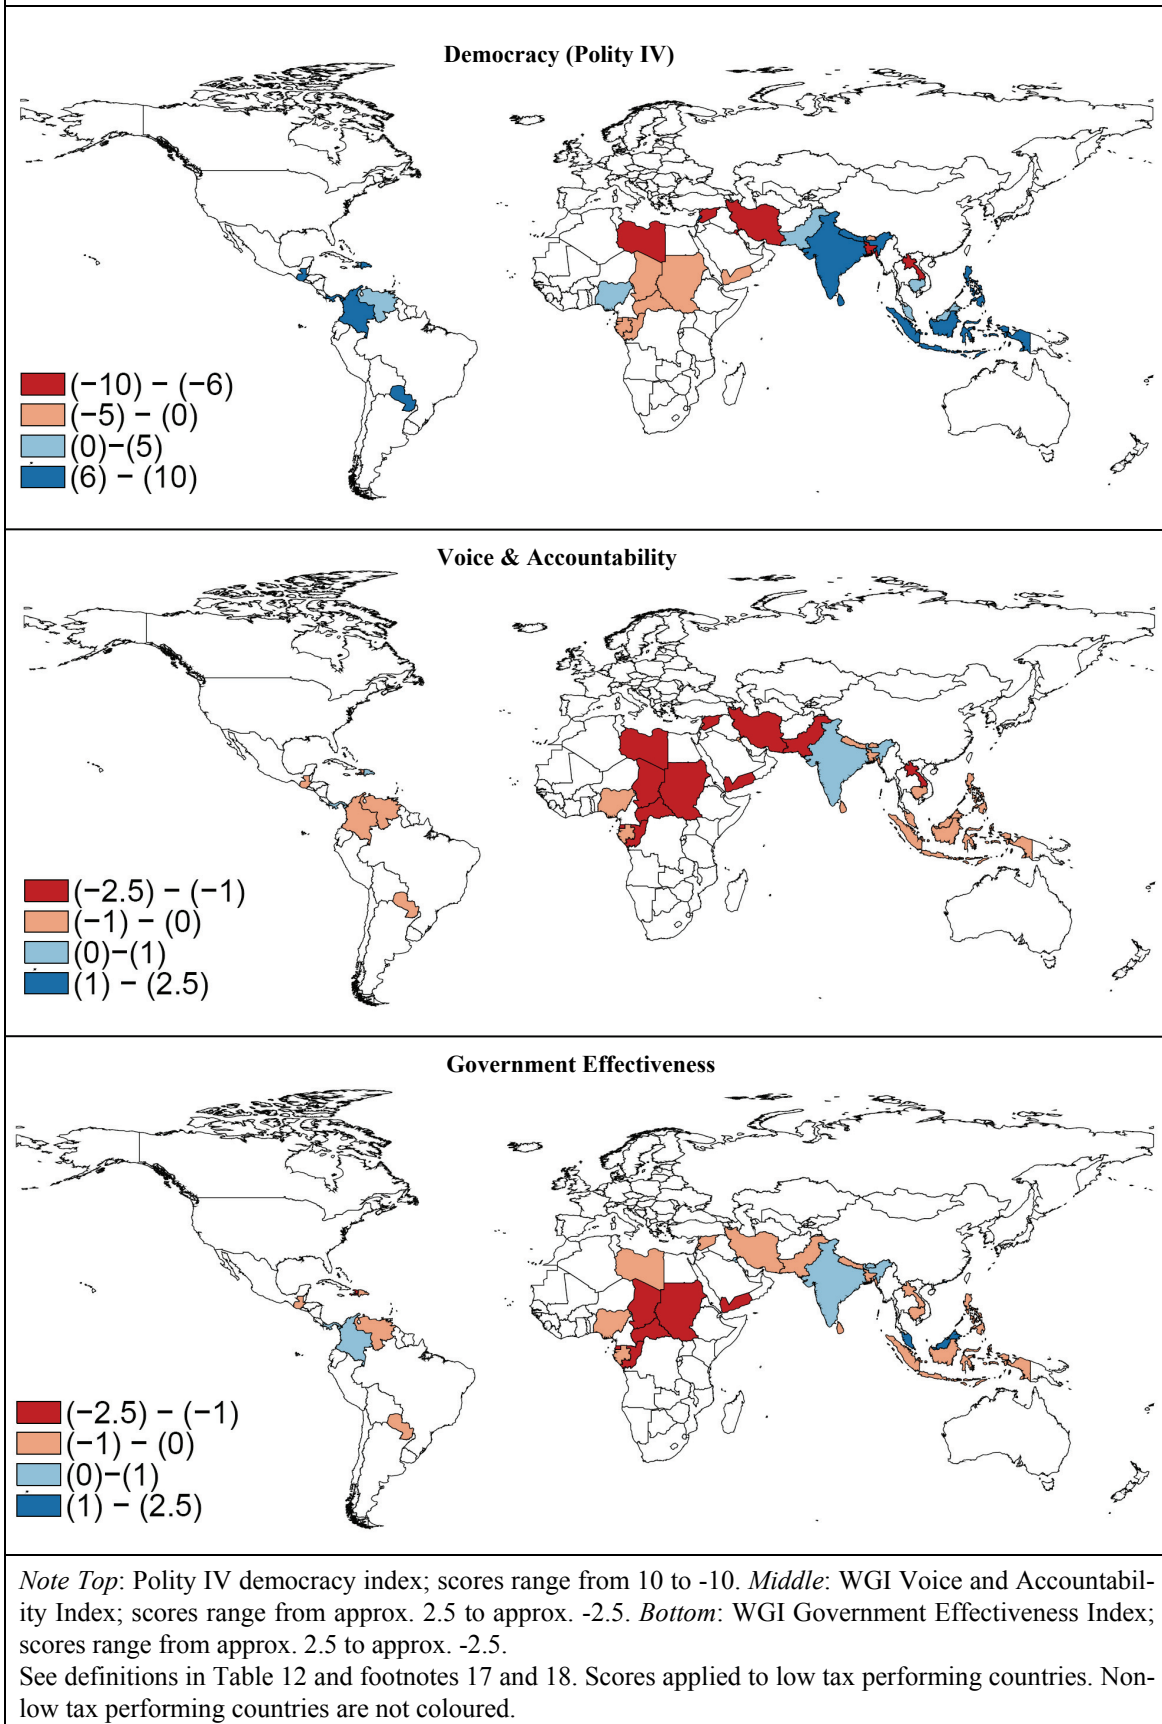 Democracy (Polity IV)
(−10) − (−6)
(−5) − (0)
(0)−(5)
(6) − (10)
Voice & Accountability
(−2.5) − (−1)
(−1) − (0)
(0)−(1)
(1) − (2.5)
Government Effectiveness
(−2.5) − (−1)
(−1) − (0)
(0)−(1)
(1) − (2.5)
Note Top: Polity IV democracy index; scores range from 10 to -10. Middle: WGI Voice and Accountabil-
ity Index; scores range from approx. 2.5 to approx. -2.5. Bottom: WGI Government Effectiveness Index;
scores range from approx. 2.5 to approx. -2.5.
See definitions in Table 12 and footnotes 17 and 18. Scores applied to low tax performing countries. Non-
low tax performing countries are not coloured.